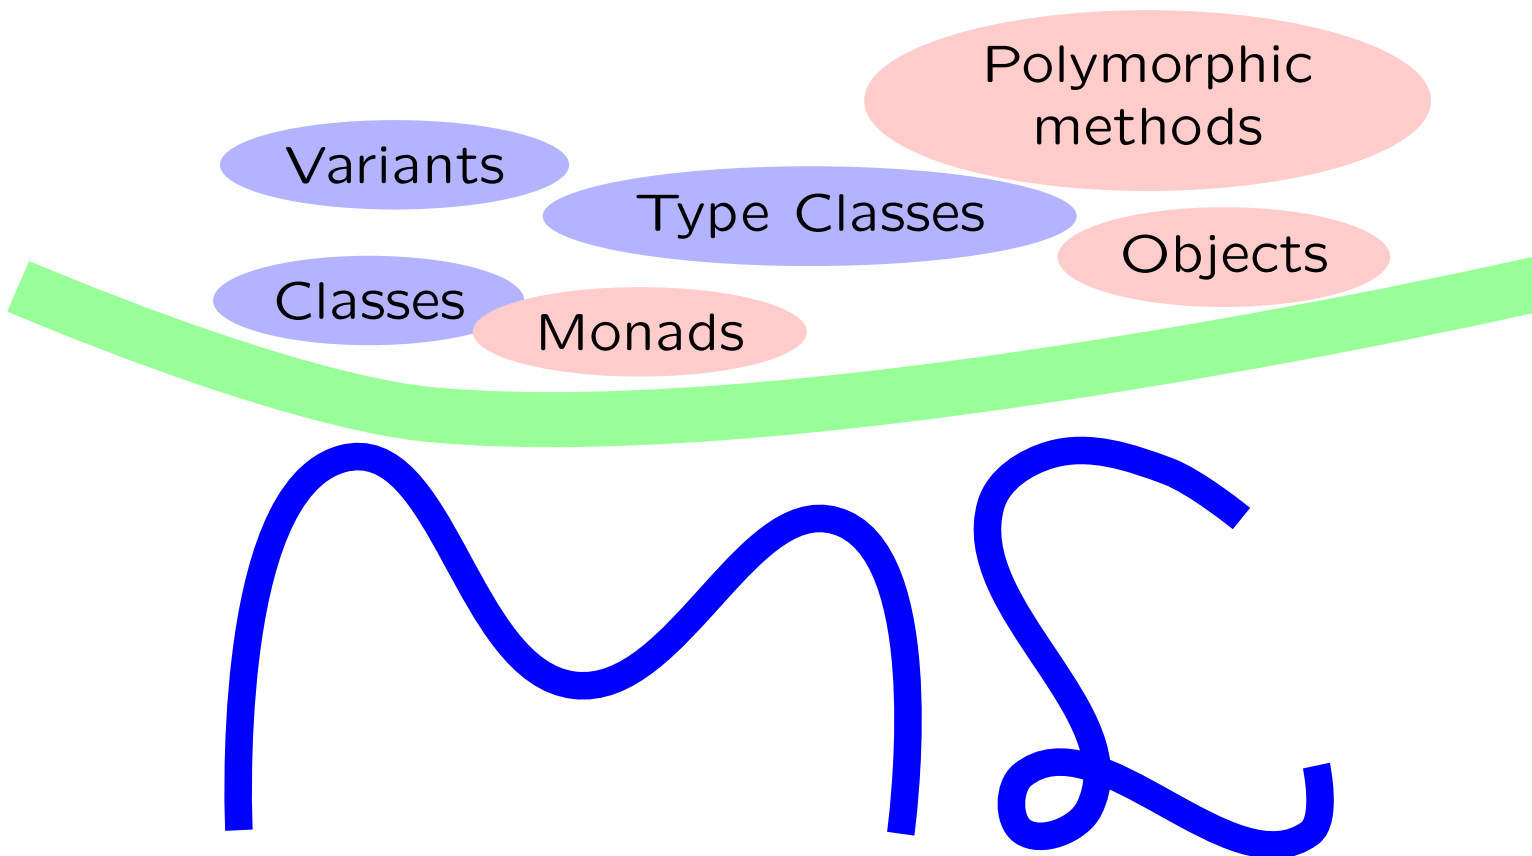 Polymorphic
methods
Variants
Type Classes
Objects
Classes
Monads
ML